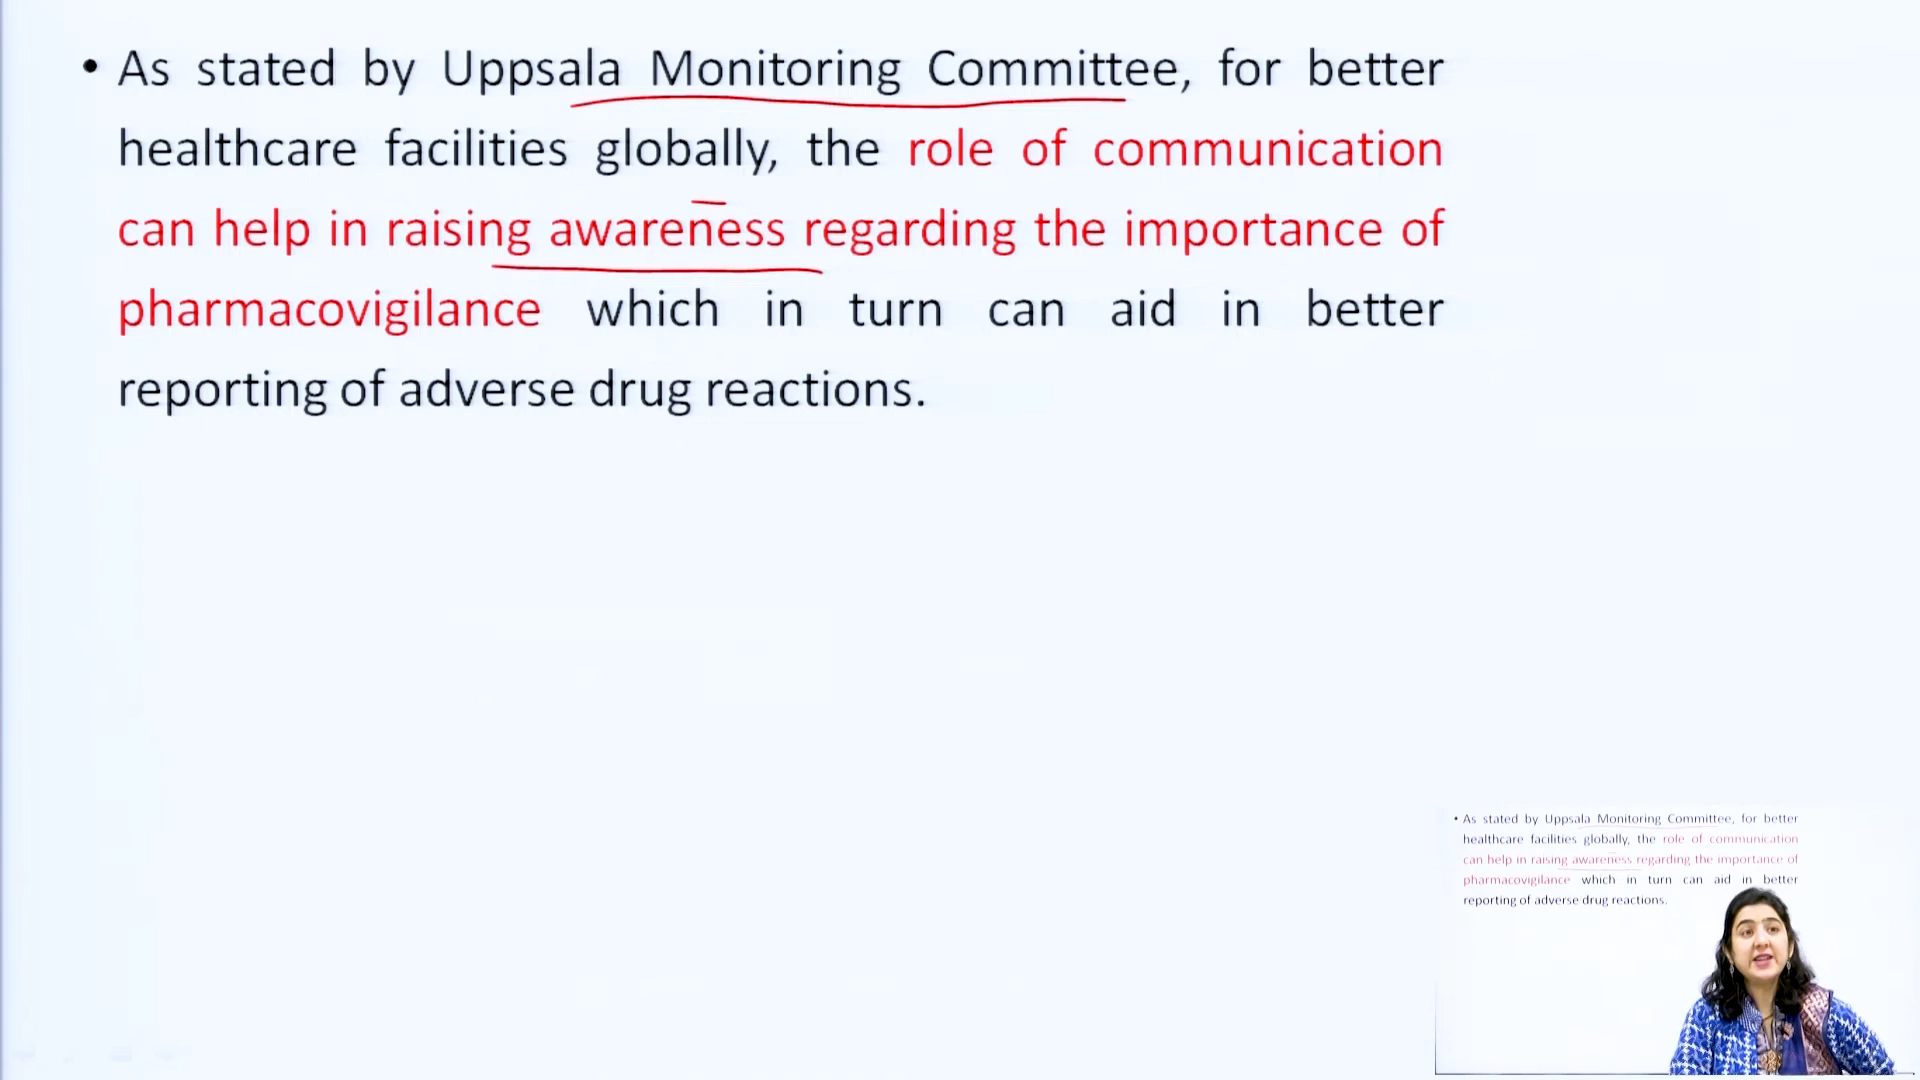 • As stated by Uppsala Monitoring Committee, for better
healthcare facilities globally, the role of communication
can help in raising awareness regarding the importance of
pharmacovigilance which in turn can aid in better
reporting of adverse drug reactions.
• As stated by Uppsala Monitoring Committee, for better
healthcare facilities globally, the role of communication
can help in raising awareness regarding the importance of
pharmacovigilance which in turn can aid in better
reporting of adverse drug reactions.